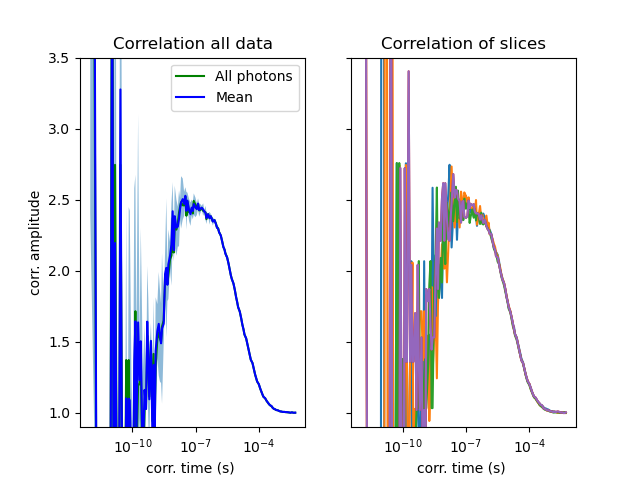 Correlation all data
Correlation of slices
All photons
Mean
3.5
3.0
2.5
2.0
1.5
1.0
corr. amplitude
10⁻¹⁰ 10⁻⁷ 10⁻⁴
10⁻¹⁰ 10⁻⁷ 10⁻⁴
corr. time (s)
corr. time (s)